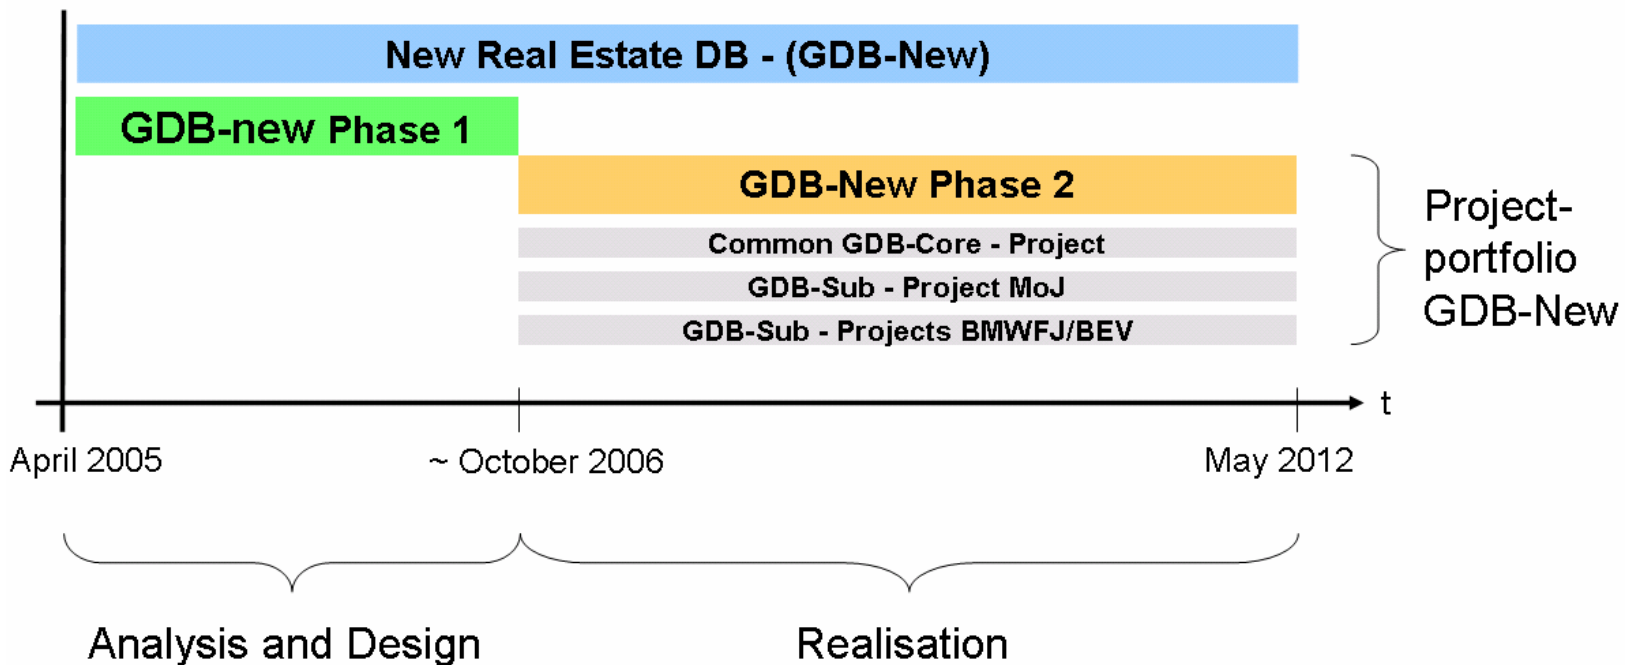 New Real Estate DB - (GDB-New)
GDB-new Phase 1
GDB-New Phase 2
Common GDB-Core - Project
GDB-Sub - Project MoJ
GDB-Sub - Projects BMWFJ/BEV
Project-
portfolio
GDB-New
t
April 2005
~ October 2006
May 2012
Analysis and Design
Realisation